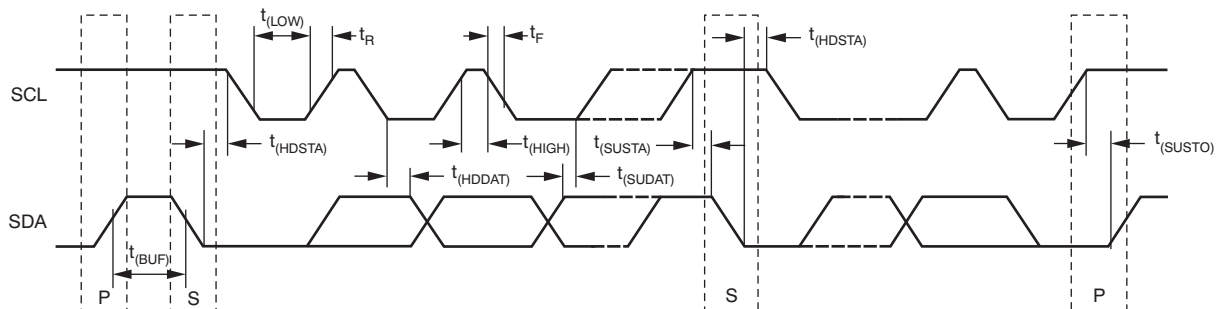 t(LOW)
tR
tF
t(HDSTA)
SCL
t(HDSTA)
t(HIGH)
t(SUSTA)
t(SUSTO)
t(HDDAT)
t(SUDAT)
SDA
t(BUF)
P
S
S
P